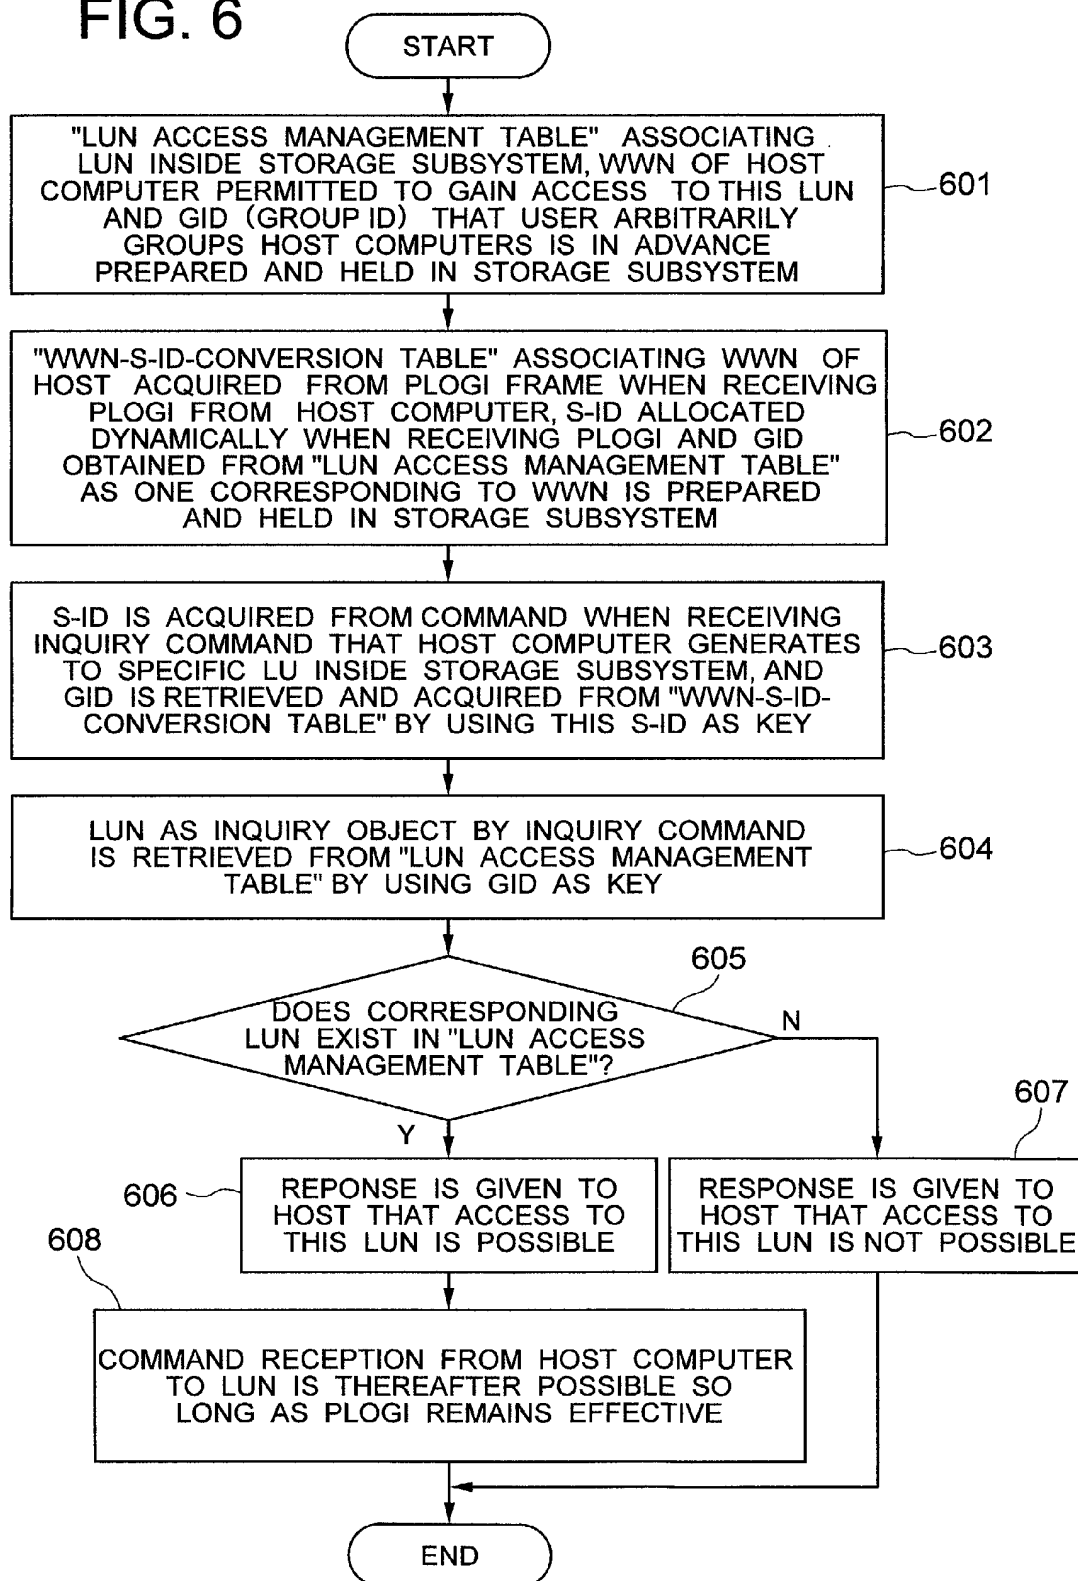 FIG. 6
START
"LUN ACCESS MANAGEMENT TABLE" ASSOCIATING
LUN INSIDE STORAGE SUBSYSTEM, WWN OF HOST
COMPUTER PERMITTED TO GAIN ACCESS TO THIS LUN
AND GID (GROUP ID) THAT USER ARBITRARILY
GROUPS HOST COMPUTERS IS IN ADVANCE
PREPARED AND HELD IN STORAGE SUBSYSTEM
601
"WWN-S-ID-CONVERSION TABLE" ASSOCIATING WWN OF
HOST ACQUIRED FROM PLOGI FRAME WHEN RECEIVING
PLOGI FROM HOST COMPUTER, S-ID ALLOCATED
DYNAMICALLY WHEN RECEIVING PLOGI AND GID
OBTAINED FROM "LUN ACCESS MANAGEMENT TABLE"
AS ONE CORRESPONDING TO WWN IS PREPARED
AND HELD IN STORAGE SUBSYSTEM
602
S-ID IS ACQUIRED FROM COMMAND WHEN RECEIVING
INQUIRY COMMAND THAT HOST COMPUTER GENERATES
TO SPECIFIC LU INSIDE STORAGE SUBSYSTEM, AND
GID IS RETRIEVED AND ACQUIRED FROM "WWN-S-ID-
CONVERSION TABLE" BY USING THIS S-ID AS KEY
603
LUN AS INQUIRY OBJECT BY INQUIRY COMMAND
IS RETRIEVED FROM "LUN ACCESS MANAGEMENT
TABLE" BY USING GID AS KEY
604
605
DOES CORRESPONDING
LUN EXIST IN "LUN ACCESS
MANAGEMENT TABLE"?
N
Y
606
REPONSE IS GIVEN TO
HOST THAT ACCESS TO
THIS LUN IS POSSIBLE
607
RESPONSE IS GIVEN TO
HOST THAT ACCESS TO
THIS LUN IS NOT POSSIBLE
608
COMMAND RECEPTION FROM HOST COMPUTER
TO LUN IS THEREAFTER POSSIBLE SO
LONG AS PLOGI REMAINS EFFECTIVE
END